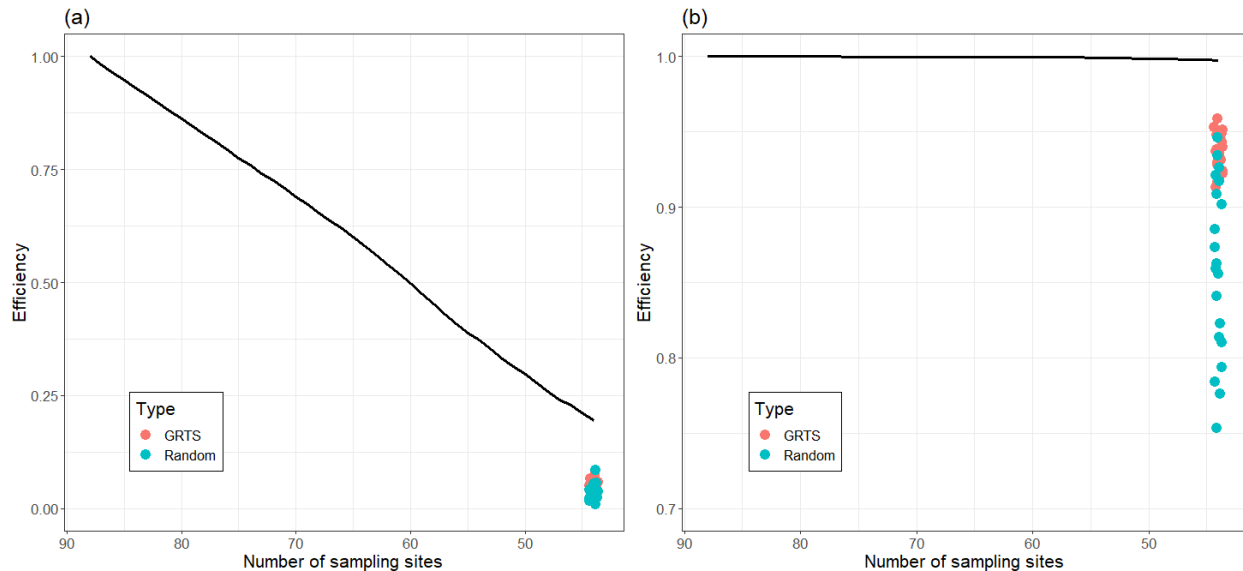 (a)
1.00
0.75
0.50
0.25
0.00
Efficiency
Type
GRTS
Random
90 80 70 60 50
Number of sampling sites
(b)
1.0
0.9
0.8
0.7
Efficiency
Type
GRTS
Random
90 80 70 60 50
Number of sampling sites